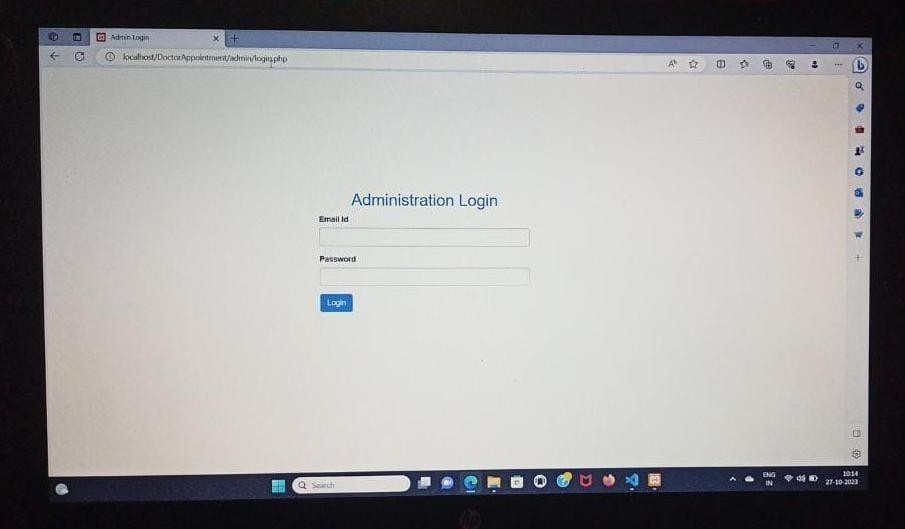 Admin Login
localhost/DoctorAppointment/admin/login.php
Administration Login
Email Id
Password
Login
Search
ENG
IN
10:14
27-10-2023
hp